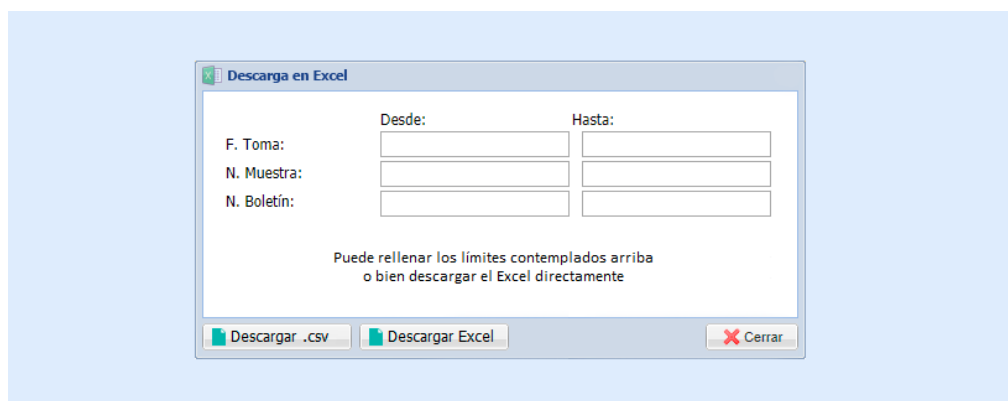 Descarga en Excel
Desde: Hasta:
F. Toma:
N. Muestra:
N. Boletín:
Puede rellenar los límites contemplados arriba
o bien descargar el Excel directamente
Descargar .csv Descargar Excel Cerrar